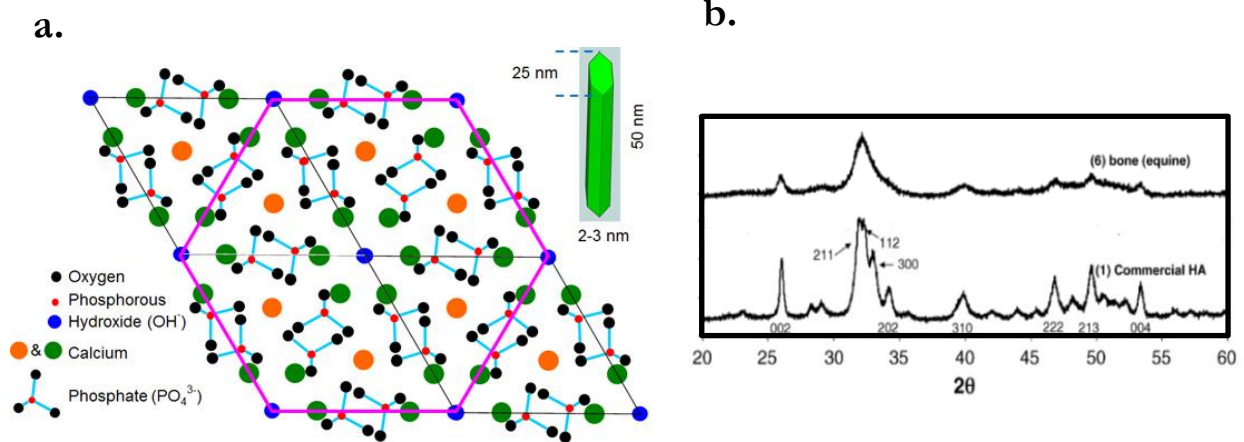 a.
25 nm
50 nm
2-3 nm
Oxygen
Phosphorous
Hydroxide (OH⁻)
& Calcium
Phosphate (PO₄³⁻)
b.
(6) bone (equine)
211
112
300
(1) Commercial HA
002
202
310
222
213
004
20 25 30 35 40 45 50 55 60
2θ